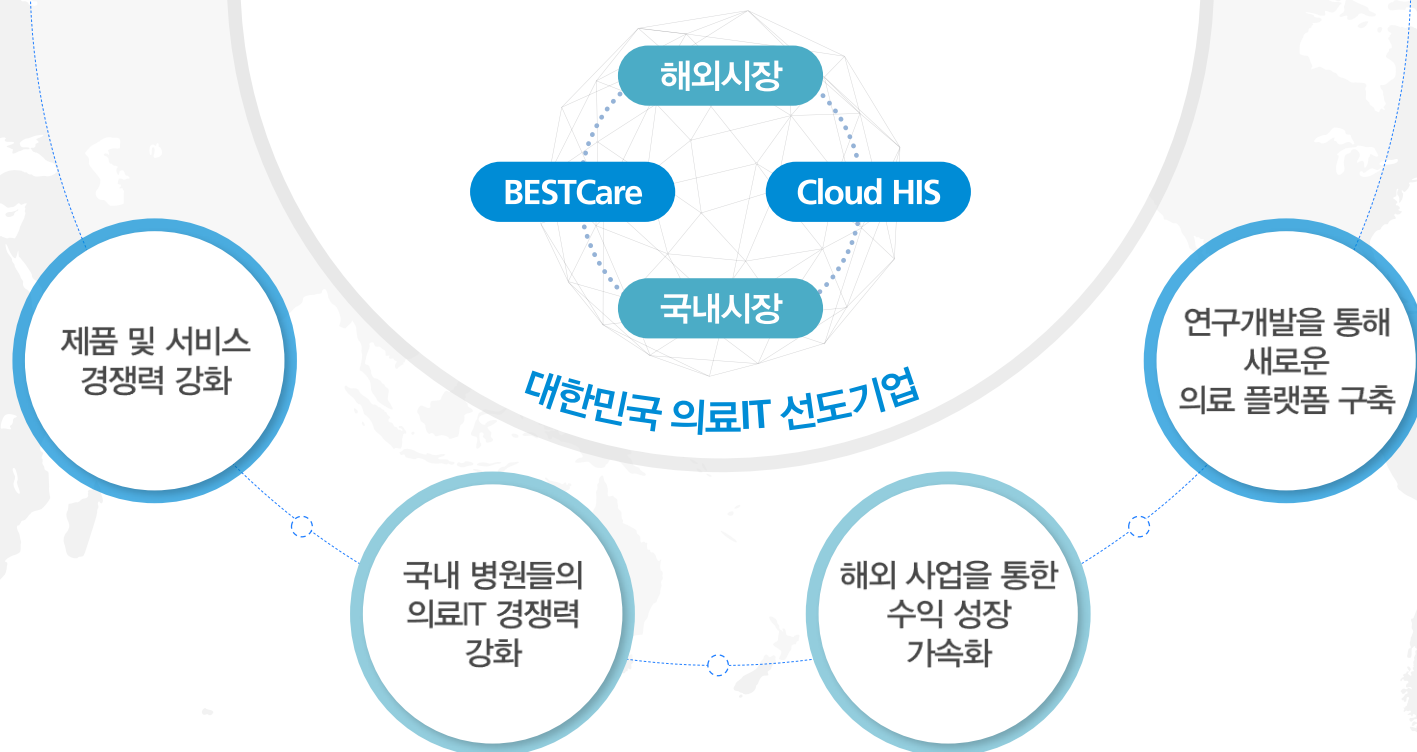 해외시장
BESTCare
Cloud HIS
국내시장
대한민국 의료IT 선도기업
제품 및 서비스
경쟁력 강화
국내 병원들의
의료IT 경쟁력
강화
해외 사업을 통한
수익 성장
가속화
연구개발을 통해
새로운
의료 플랫폼 구축